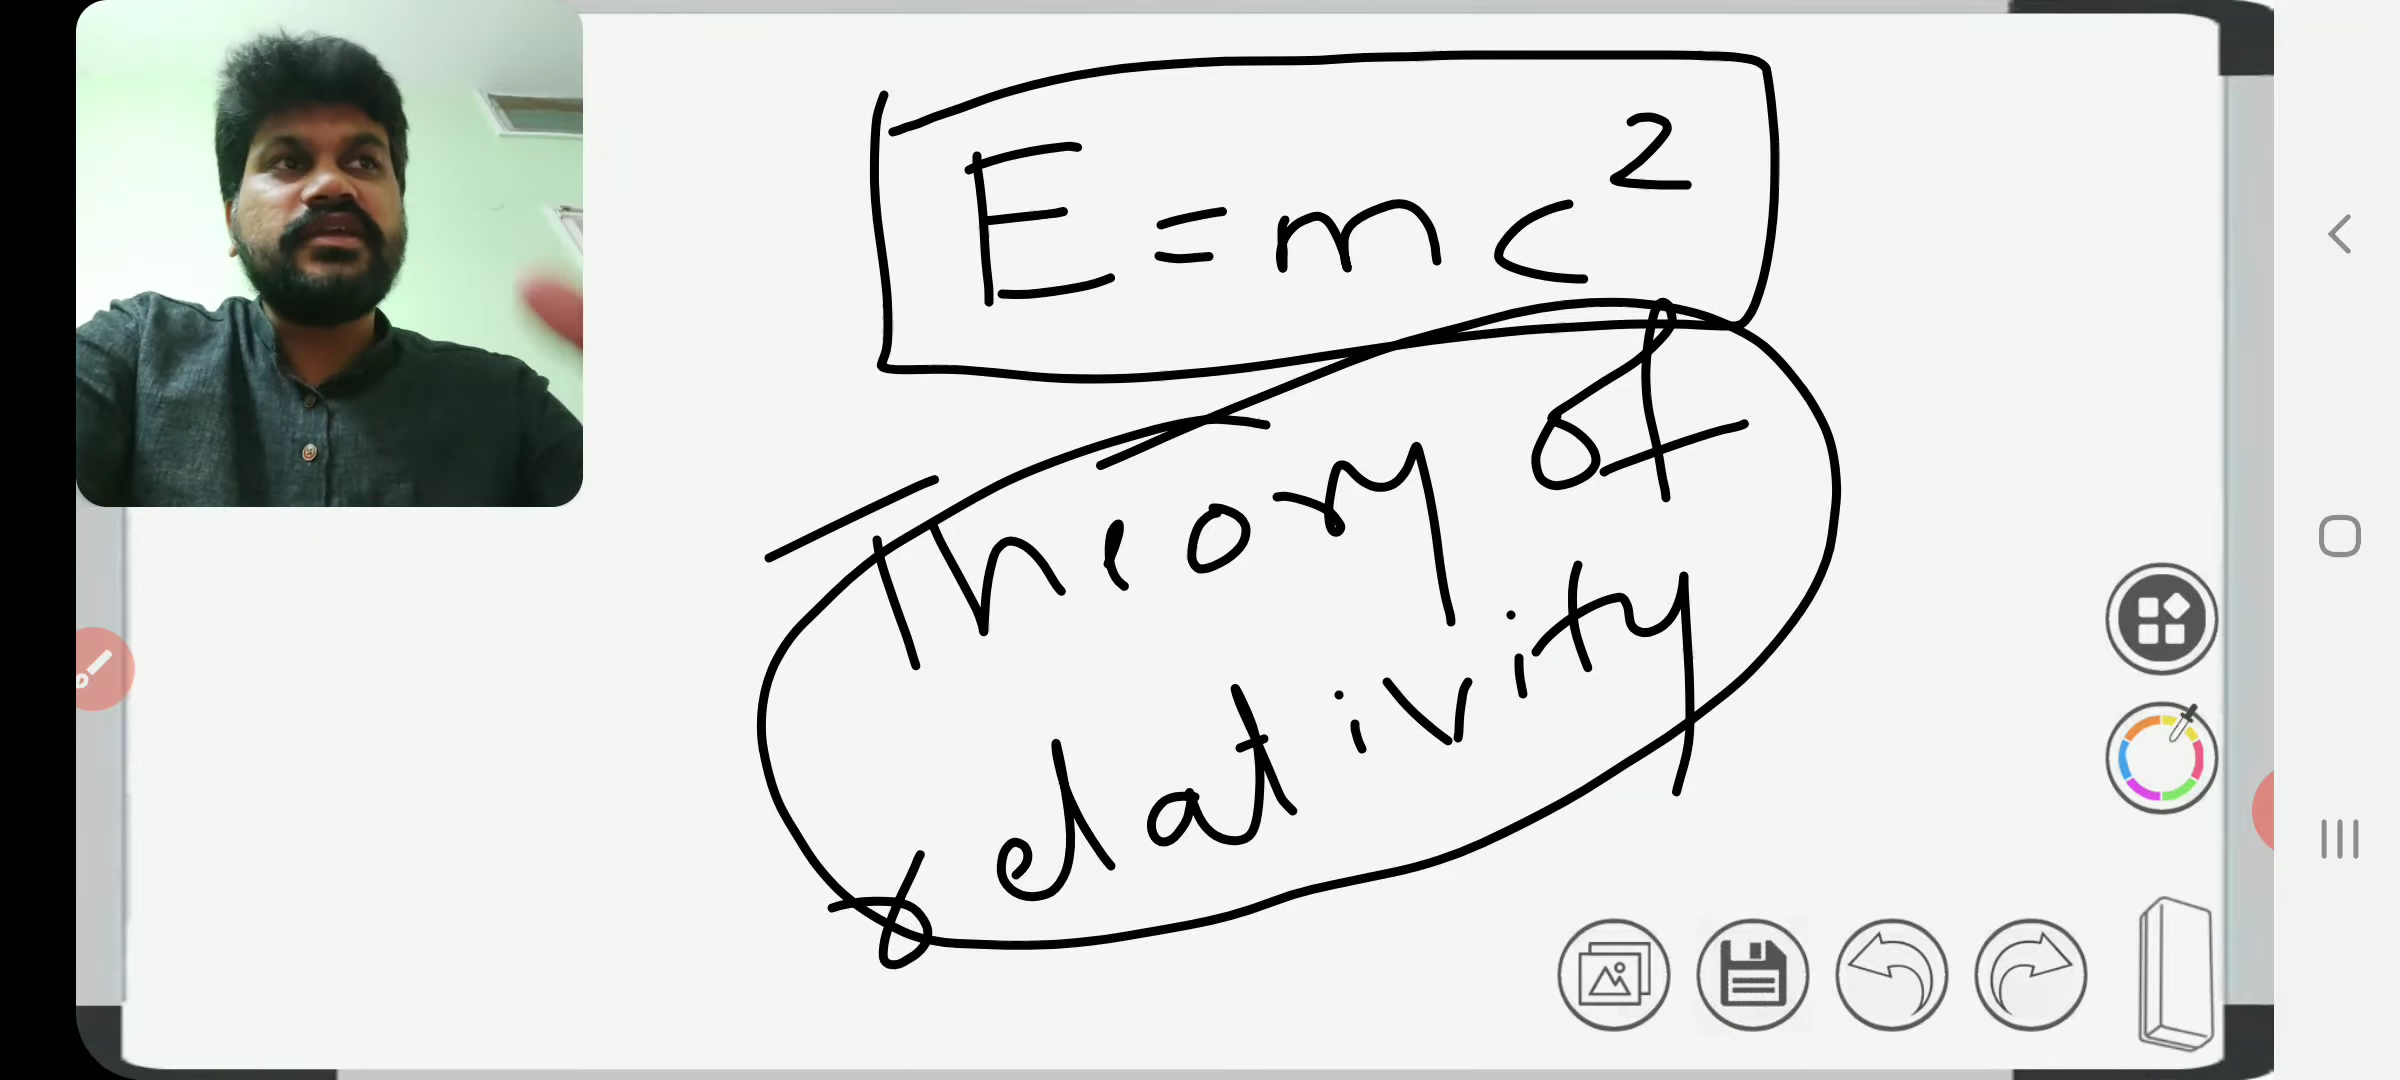 E = mc²
Theory of
relativity